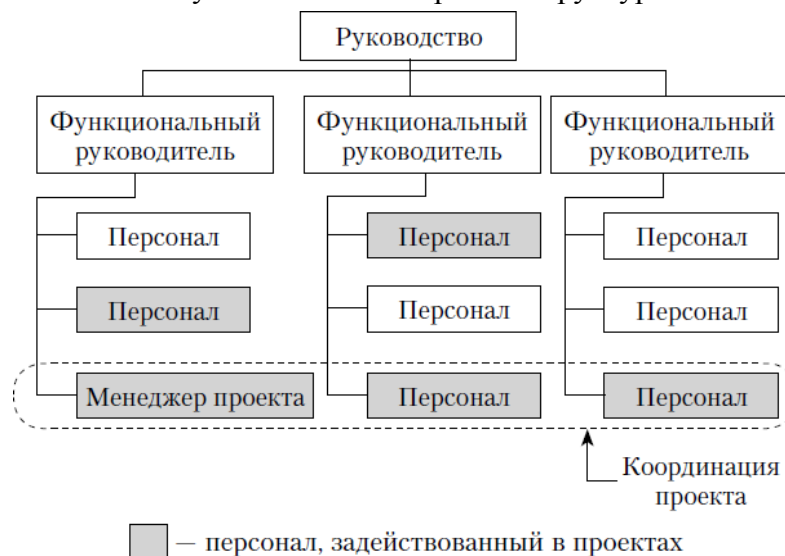 Руководство
Функциональный
руководитель
Функциональный
руководитель
Функциональный
руководитель
Персонал
Персонал
Персонал
Персонал
Персонал
Персонал
Менеджер проекта
Персонал
Персонал
Координация
проекта
— персонал, задействованный в проектах